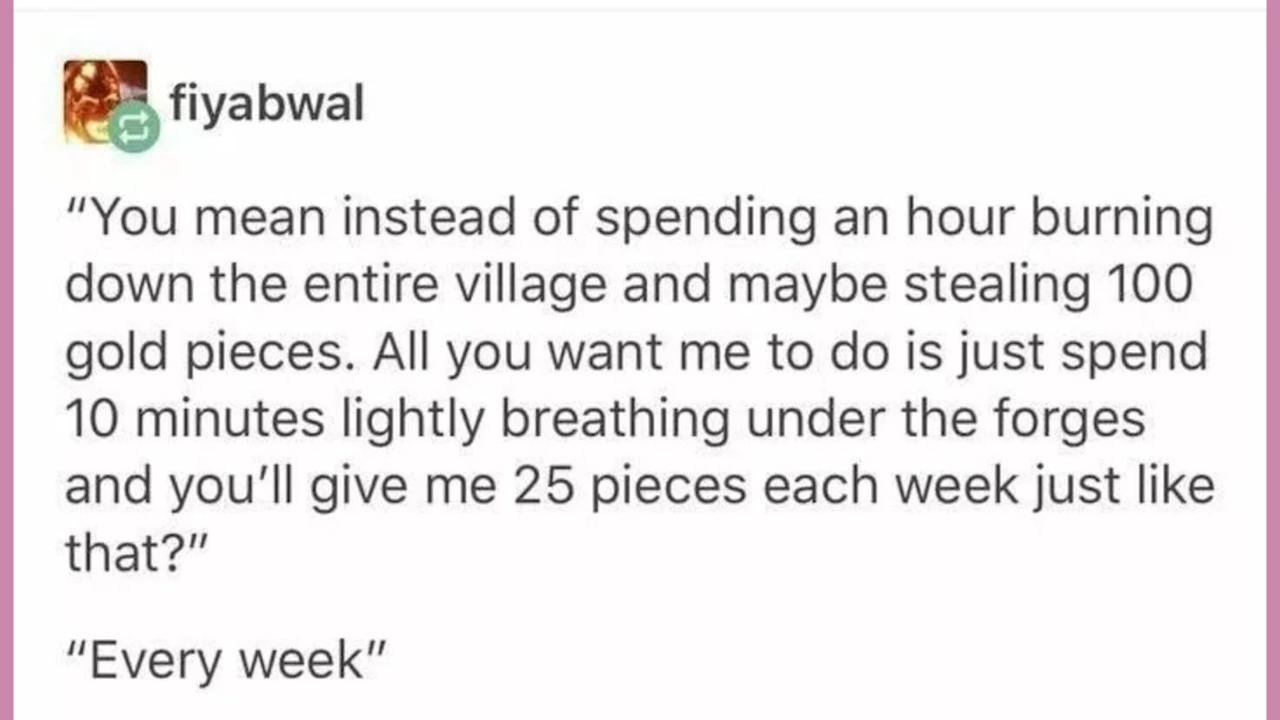 fiyabwal
“You mean instead of spending an hour burning
down the entire village and maybe stealing 100
gold pieces. All you want me to do is just spend
10 minutes lightly breathing under the forges
and you’ll give me 25 pieces each week just like
that?”
“Every week”